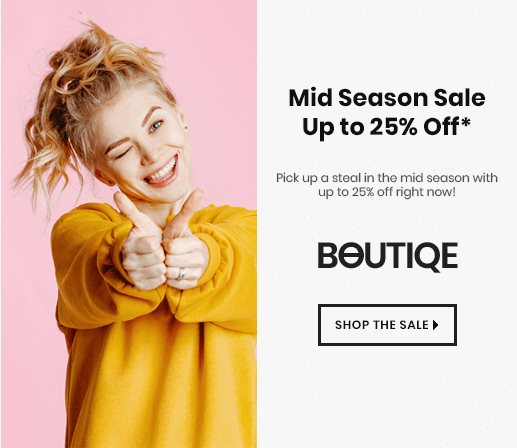 Mid Season Sale
Up to 25% Off*
Pick up a steal in the mid season with
up to 25% off right now!
BOUTIQE
SHOP THE SALE